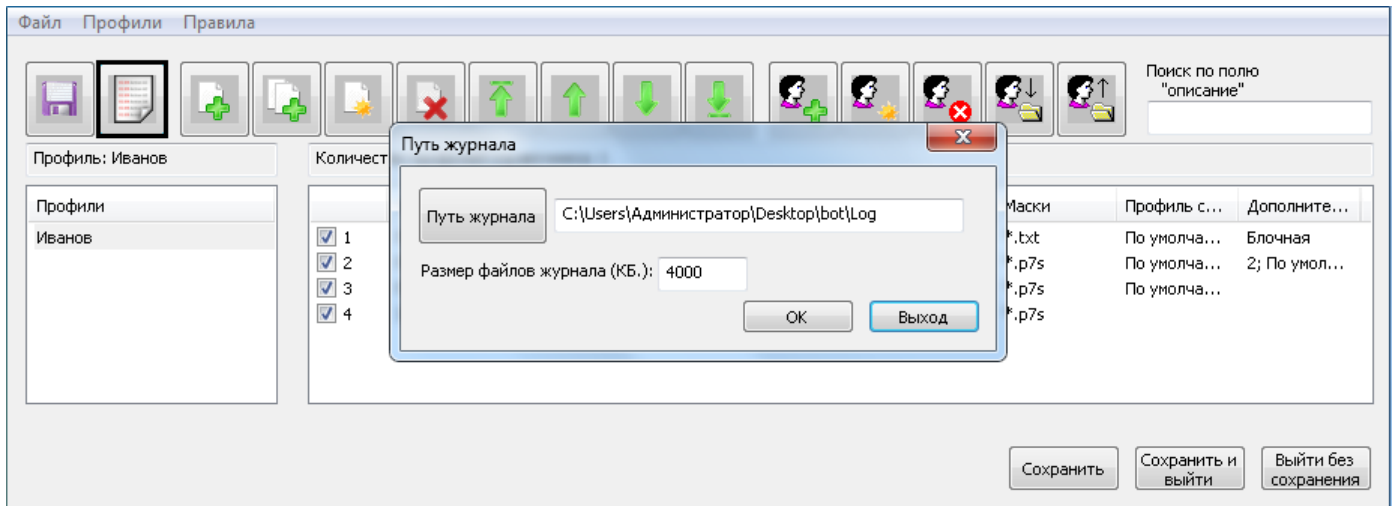 Файл Профили Правила
Поиск по полю
"описание"
Путь журнала
Профиль: Иванов
Количест
Профили
Маски Профиль с... Дополните...
Путь журнала C:\Users\Администратор\Desktop\bot\Log
Иванов
1 *.txt По умолча... Блочная
2 *.p7s По умолча... 2; По умол...
Размер файлов журнала (КБ.): 4000
3 *.p7s По умолча...
4 *.p7s
OK Выход
Сохранить
Сохранить и
выйти
Выйти без
сохранения